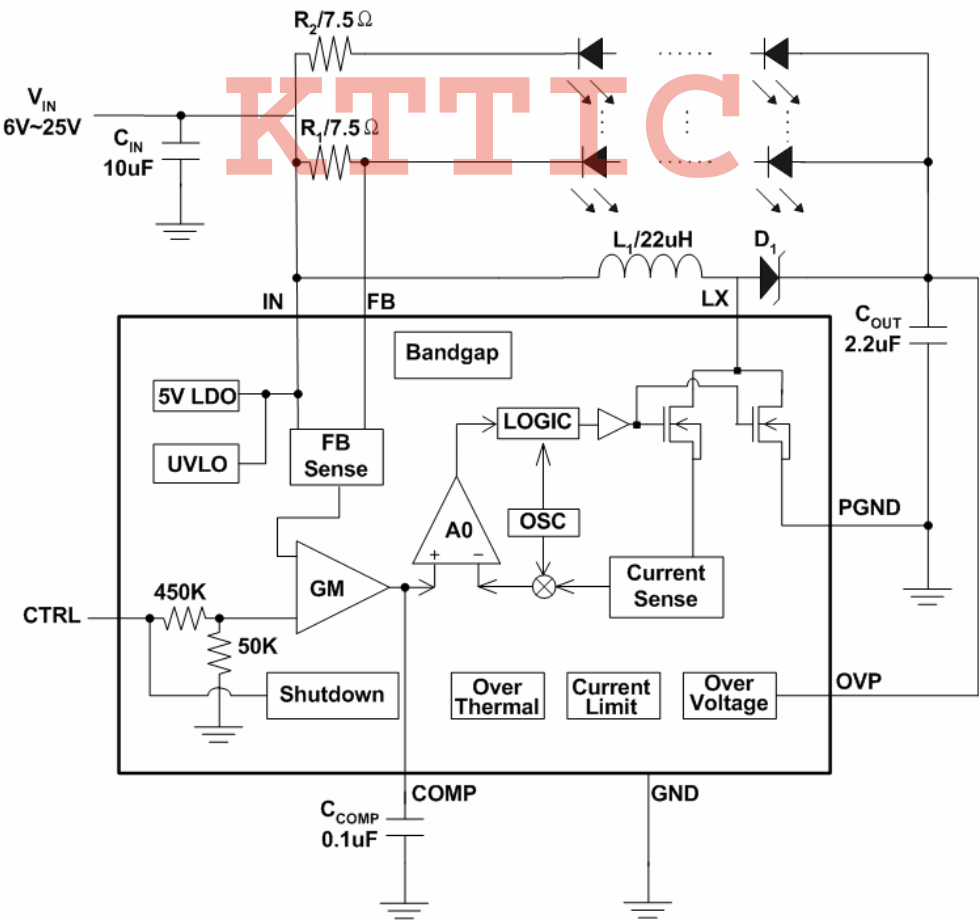 R2/7.5Ω
KTTIC
VIN
6V~25V
CIN
10uF
R1/7.5Ω
L1/22uH
D1
IN
FB
LX
COUT
2.2uF
Bandgap
5V LDO
LOGIC
UVLO
FB
Sense
A0
+
−
OSC
PGND
GM
Current
Sense
450K
CTRL
50K
Shutdown
Over
Thermal
Current
Limit
Over
Voltage
OVP
COMP
GND
CCOMP
0.1uF